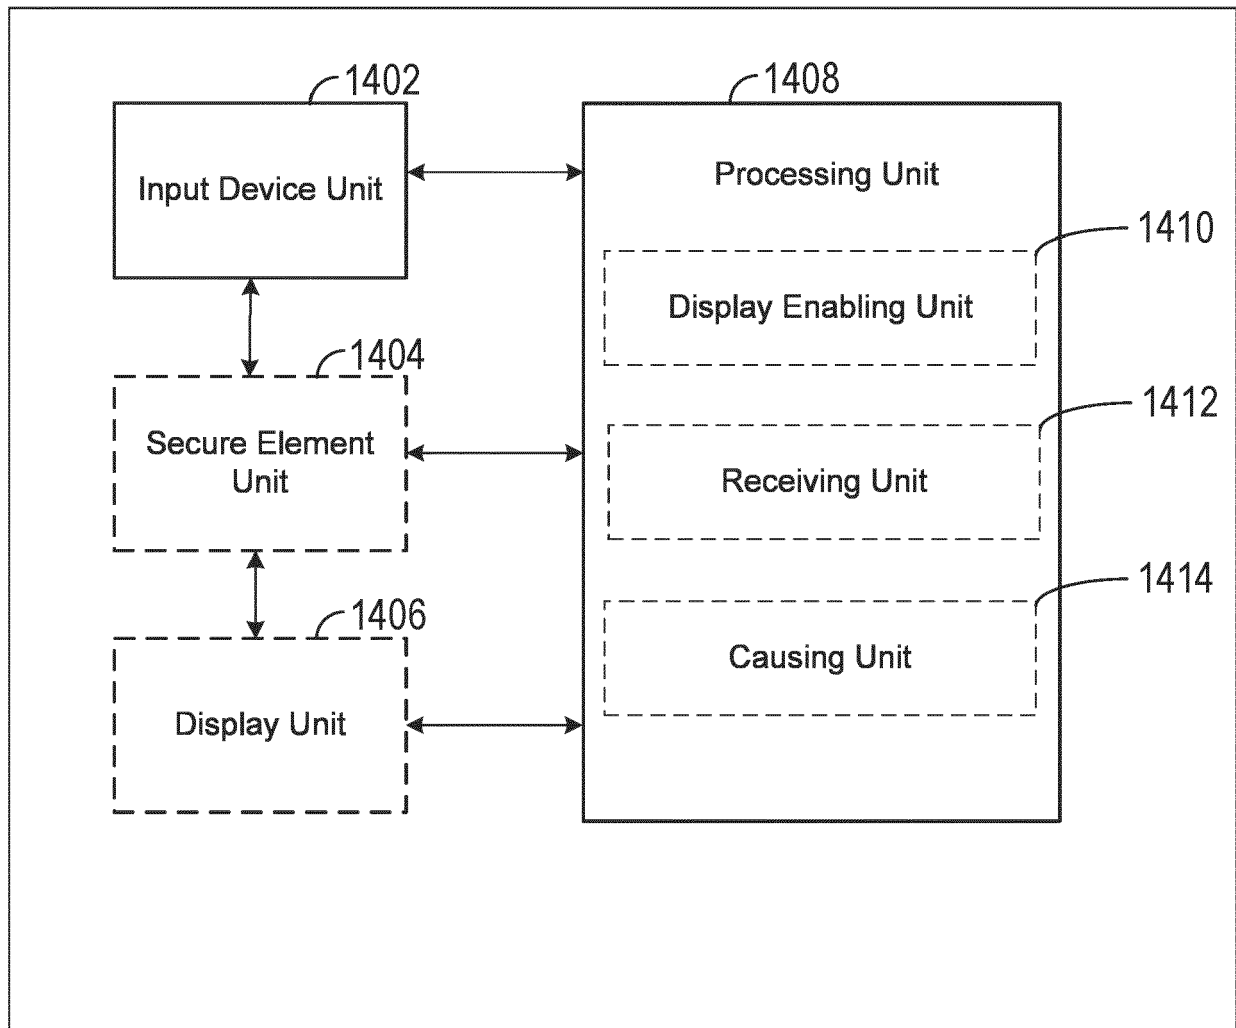 1402
Input Device Unit
1404
Secure Element
Unit
1406
Display Unit
1408
Processing Unit
1410
Display Enabling Unit
1412
Receiving Unit
1414
Causing Unit